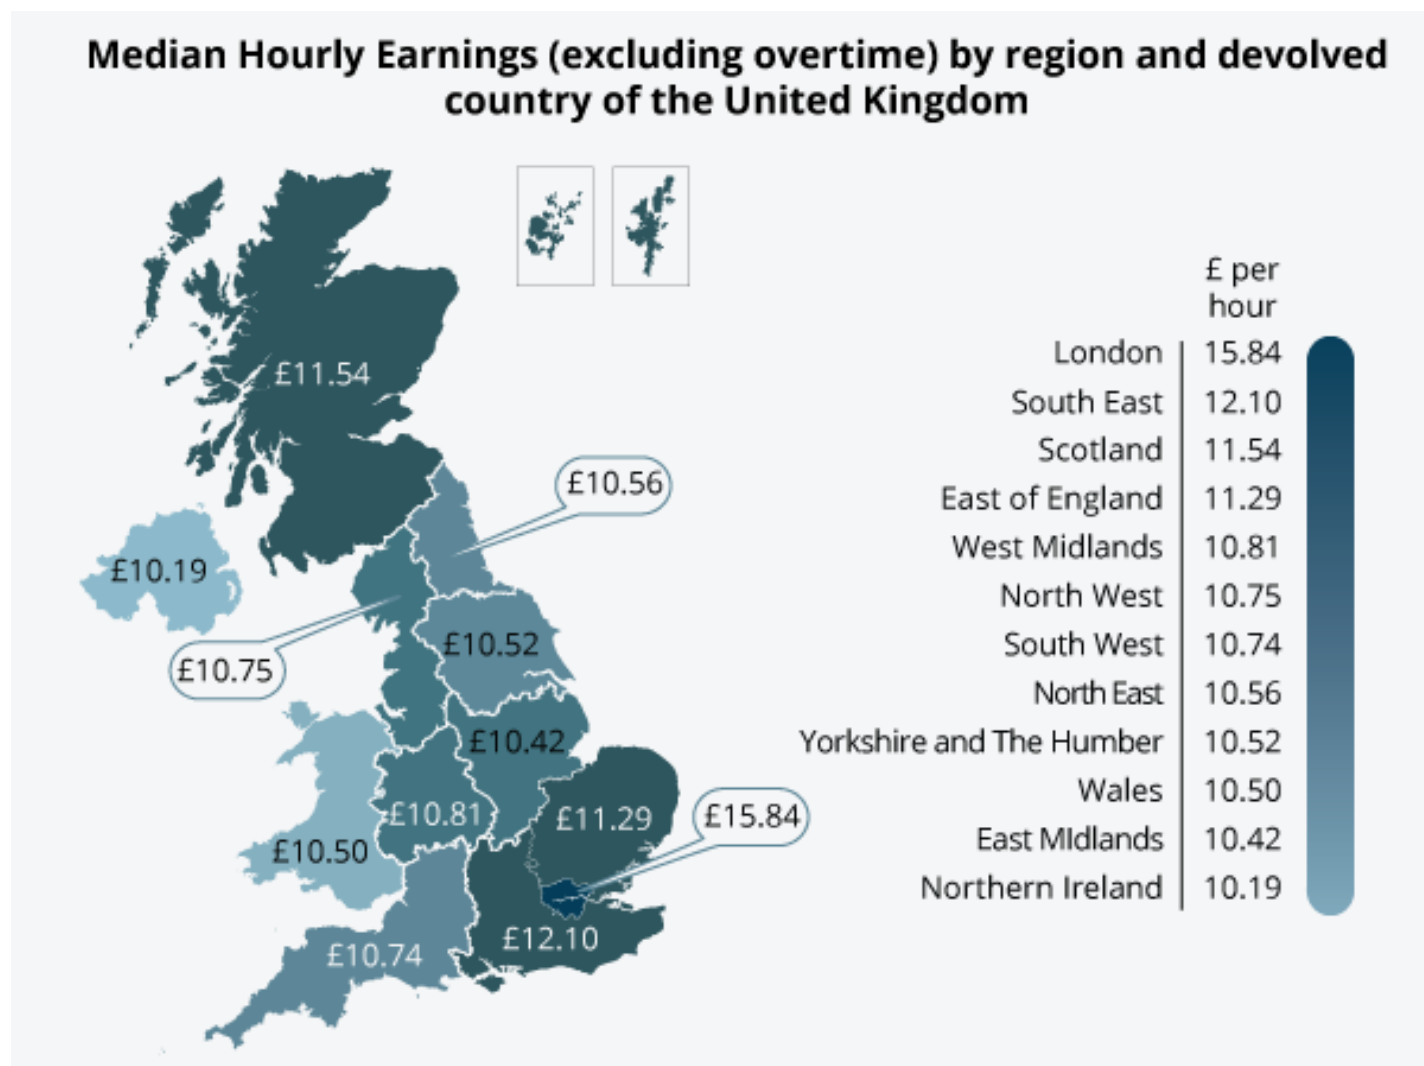 Median Hourly Earnings (excluding overtime) by region and devolved
country of the United Kingdom
£11.54
£10.56
£10.19
£10.75
£10.52
£10.42
£10.81
£11.29
£15.84
£10.50
£12.10
£10.74
£ per
hour
London 15.84
South East 12.10
Scotland 11.54
East of England 11.29
West Midlands 10.81
North West 10.75
South West 10.74
North East 10.56
Yorkshire and The Humber 10.52
Wales 10.50
East MIdlands 10.42
Northern Ireland 10.19